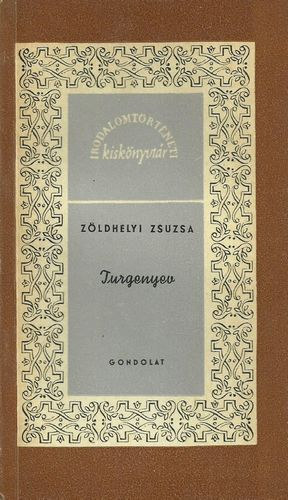 IRODALOMTÖRTÉNETI
kiskönyvtár
ZÖLDHELYI ZSUZSA
Turgenyev
GONDOLAT